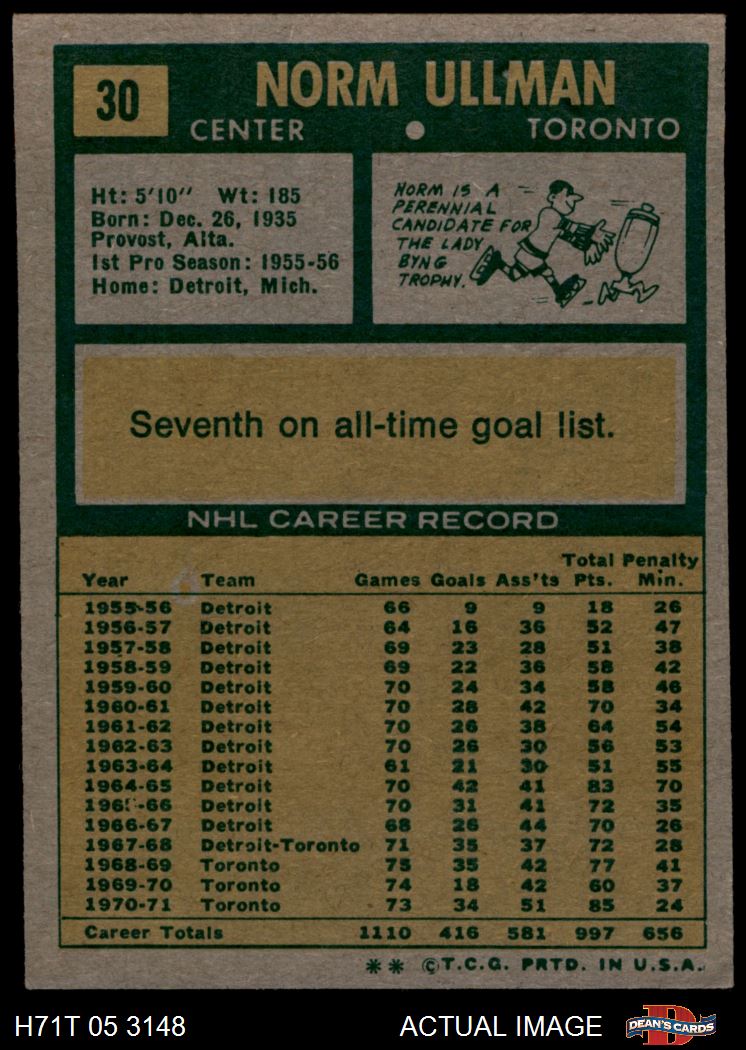 30
NORM ULLMAN
CENTER • TORONTO
Ht: 5'10" Wt: 185
Born: Dec. 26, 1935
Provost, Alta.
1st Pro Season: 1955-56
Home: Detroit, Mich.
NORM IS A
PERENNIAL
CANDIDATE FOR
THE LADY
BYNG
TROPHY.
Seventh on all-time goal list.
NHL CAREER RECORD
Total Penalty
Year Team Games Goals Ass'ts Pts. Min.
1955-56 Detroit 66 9 9 18 26
1956-57 Detroit 64 16 36 52 47
1957-58 Detroit 69 23 28 51 38
1958-59 Detroit 69 22 36 58 42
1959-60 Detroit 70 24 34 58 46
1960-61 Detroit 70 28 42 70 34
1961-62 Detroit 70 26 38 64 54
1962-63 Detroit 70 26 30 56 53
1963-64 Detroit 61 21 30 51 55
1964-65 Detroit 70 42 41 83 70
1965-66 Detroit 70 31 41 72 35
1966-67 Detroit 68 26 44 70 26
1967-68 Detroit-Toronto 71 35 37 72 28
1968-69 Toronto 75 35 42 77 41
1969-70 Toronto 74 18 42 60 37
1970-71 Toronto 73 34 51 85 24
Career Totals 1110 416 581 997 656
** ©T.C.G. PRTD. IN U.S.A.
H71T 05 3148 ACTUAL IMAGE DEAN'S CARDS